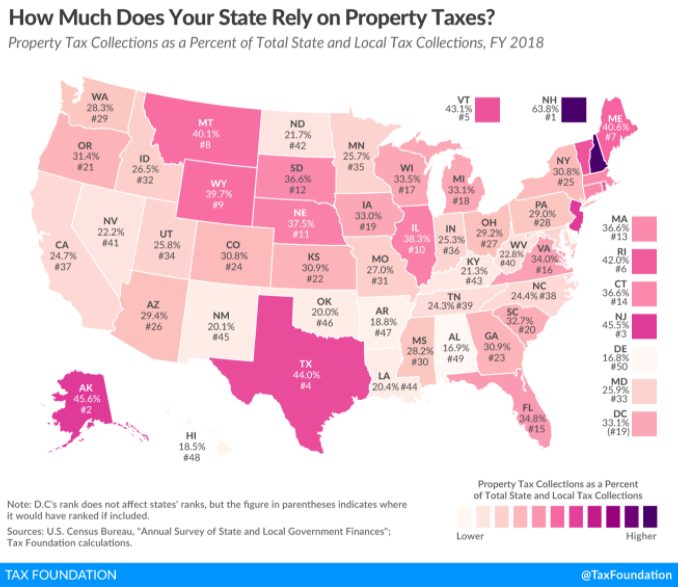 How Much Does Your State Rely on Property Taxes?
Property Tax Collections as a Percent of Total State and Local Tax Collections, FY 2018
VT
43.1%
#5
NH
63.8%
#1
ME
40.6%
#7
WA
28.3%
#29
MT
40.1%
#8
ND
21.7%
#42
MN
25.7%
#35
OR
31.4%
#21
ID
26.5%
#32
SD
36.6%
#12
WI
33.5%
#17
MI
33.1%
#18
NY
30.8%
#25
WY
39.7%
#9
NE
37.5%
#11
IA
33.0%
#19
IL
38.3%
#10
IN
25.3%
#36
OH
29.2%
#27
PA
29.0%
#28
NV
22.2%
#41
UT
25.8%
#34
CA
24.7%
#37
CO
30.8%
#24
KS
30.9%
#22
MO
27.0%
#31
KY
21.3%
#43
WV
22.8%
#40
VA
34.0%
#16
MA
36.6%
#13
RI
42.0%
#6
CT
36.6%
#14
NJ
45.5%
#3
DE
16.8%
#50
MD
25.9%
#33
DC
33.1%
(#19)
AZ
29.4%
#26
NM
20.1%
#45
OK
20.0%
#46
AR
18.8%
#47
TN
24.3% #39
NC
24.4% #38
SC
32.7%
#20
MS
28.2%
#30
AL
16.9%
#49
GA
30.9%
#23
TX
44.0%
#4
LA
20.4% #44
FL
34.8%
#15
AK
45.6%
#2
HI
18.5%
#48
Property Tax Collections as a Percent
of Total State and Local Tax Collections
Lower
Higher
Note: D.C's rank does not affect states' ranks, but the figure in parentheses indicates where
it would have ranked if included.
Sources: U.S. Census Bureau, "Annual Survey of State and Local Government Finances";
Tax Foundation calculations.
TAX FOUNDATION
@TaxFoundation